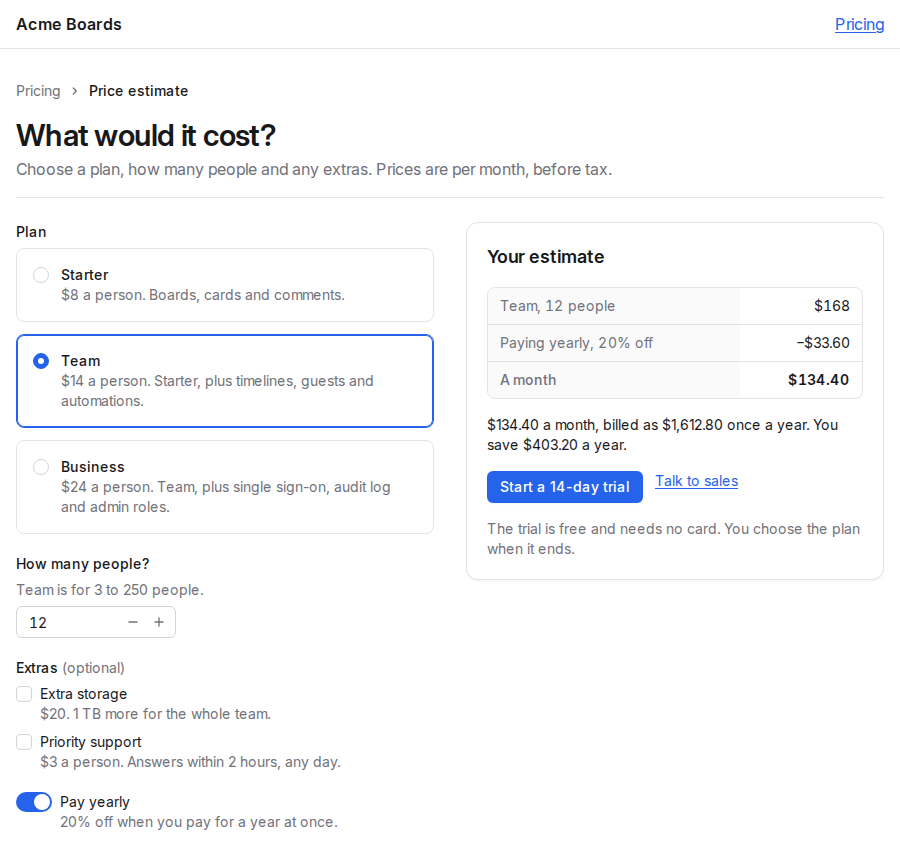 Acme Boards
Pricing
Pricing > Price estimate
What would it cost?
Choose a plan, how many people and any extras. Prices are per month, before tax.
Plan
Starter
$8 a person. Boards, cards and comments.
Team
$14 a person. Starter, plus timelines, guests and
automations.
Business
$24 a person. Team, plus single sign-on, audit log
and admin roles.
How many people?
Team is for 3 to 250 people.
12 − +
Extras (optional)
Extra storage
$20. 1 TB more for the whole team.
Priority support
$3 a person. Answers within 2 hours, any day.
Pay yearly
20% off when you pay for a year at once.
Your estimate
Team, 12 people $168
Paying yearly, 20% off −$33.60
A month $134.40
$134.40 a month, billed as $1,612.80 once a year. You
save $403.20 a year.
Start a 14-day trial Talk to sales
The trial is free and needs no card. You choose the plan
when it ends.